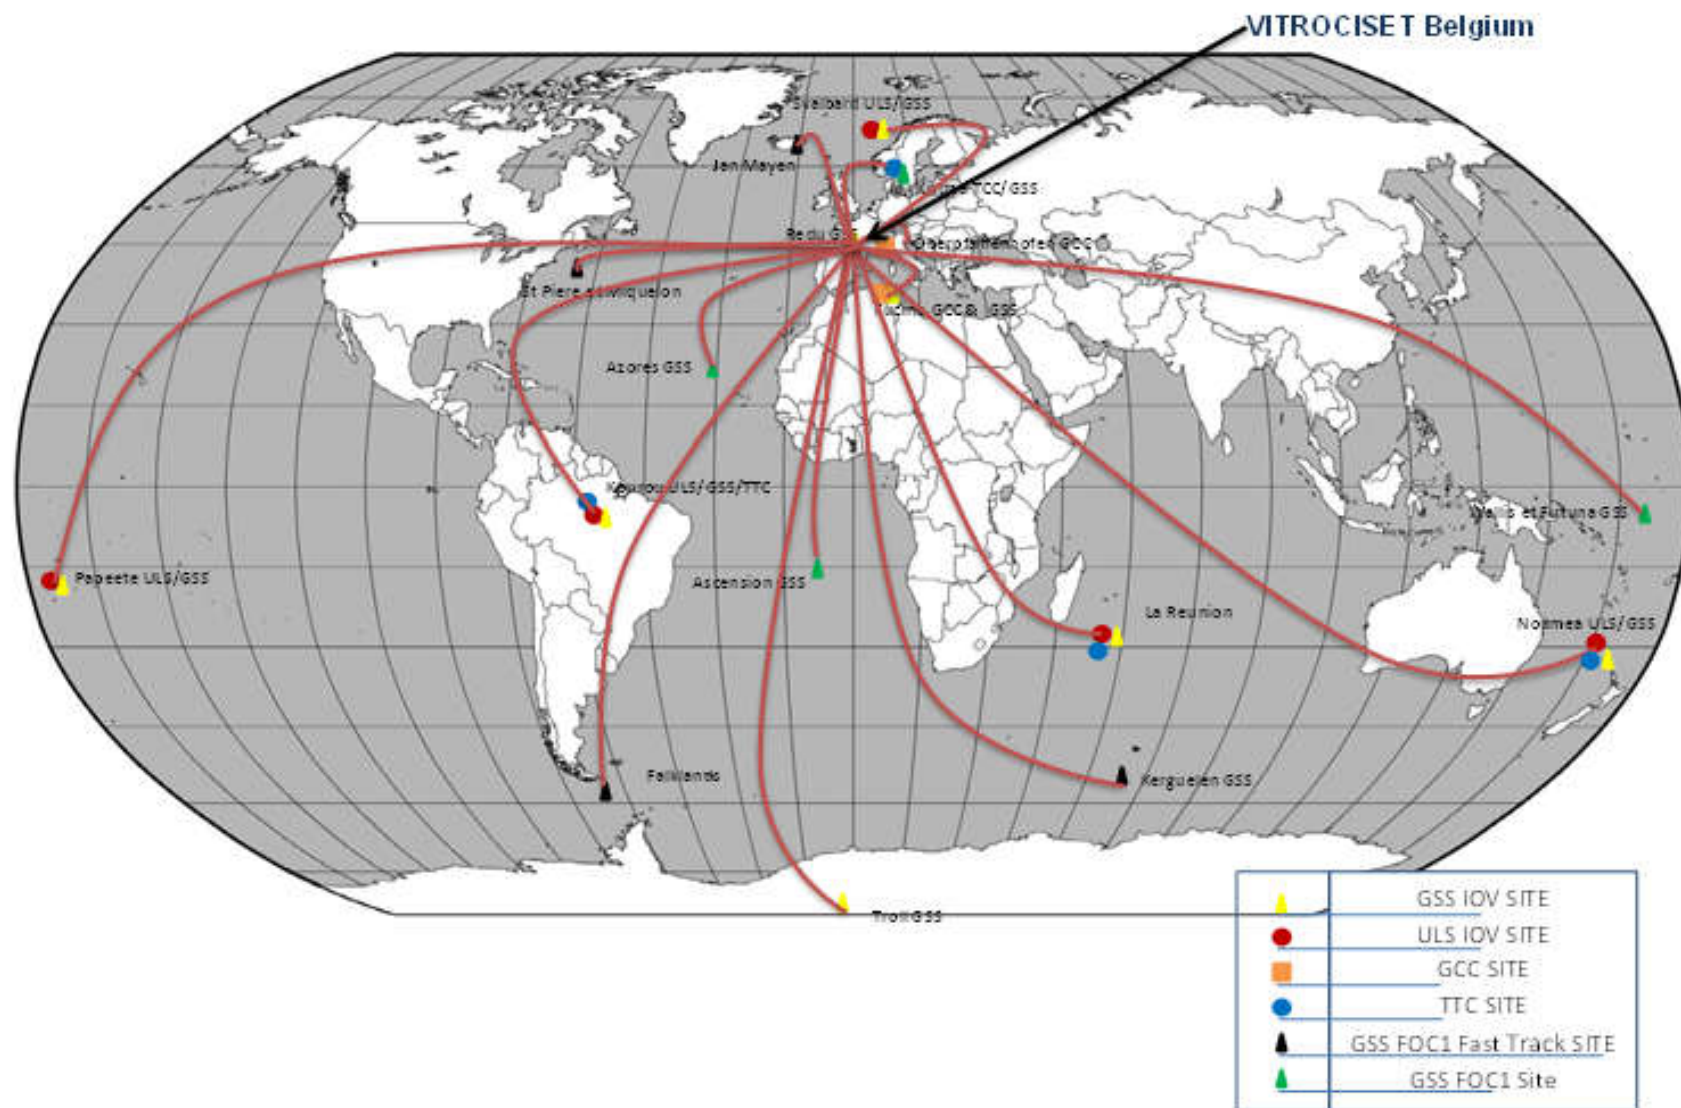 VITROCISET Belgium
Svalbard ULS/GSS
Jan Mayen
TCC/GSS
Redu GSS
Oberpfaffenhofen GCC
St Piere et Miquelon
Fucino GCC& GSS
Azores GSS
Kourou ULS/GSS/TTC
Wallis et Futuna GSS
Papeete ULS/GSS
Ascension GSS
La Reunion
Noumea ULS/GSS
Falklands
Kerguelen GSS
Troll GSS
GSS IOV SITE
ULS IOV SITE
GCC SITE
TTC SITE
GSS FOC1 Fast Track SITE
GSS FOC1 Site